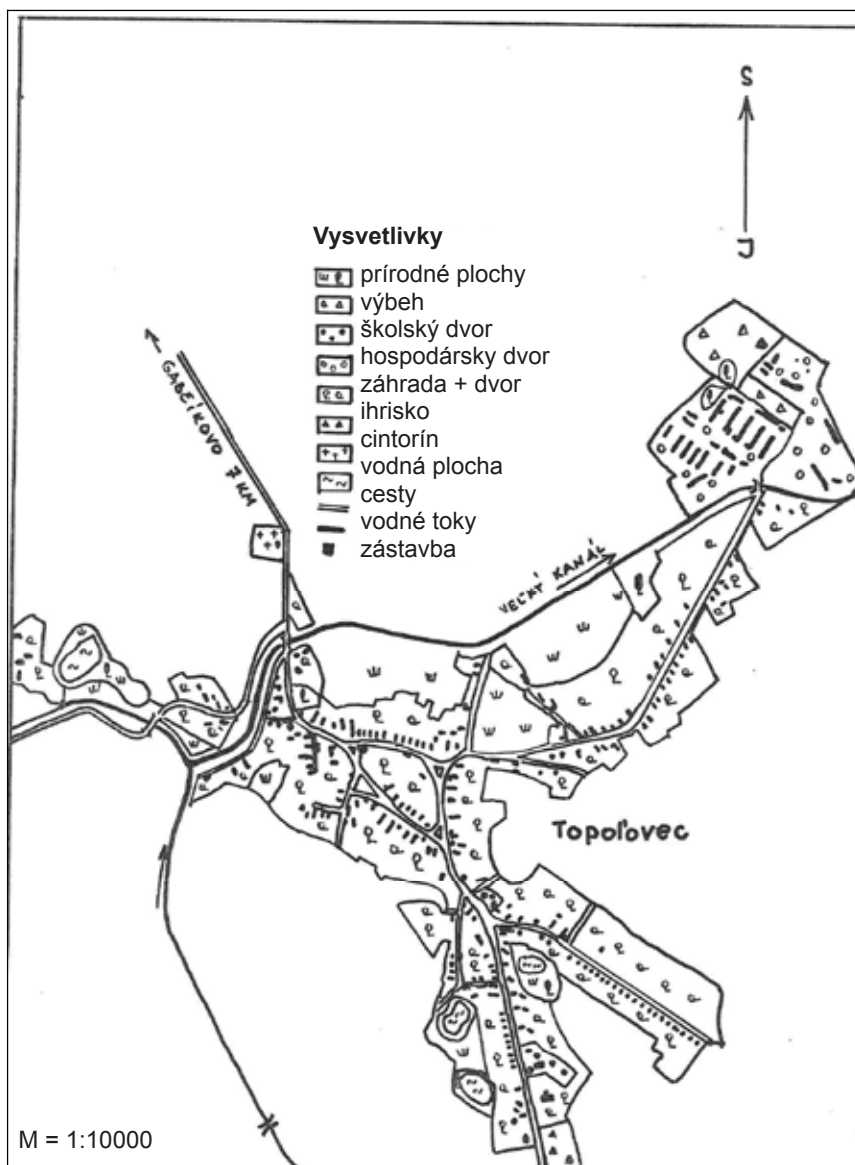 S
J
Vysvetlivky
prírodné plochy
výbeh
školský dvor
hospodársky dvor
záhrada + dvor
ihrisko
cintorín
vodná plocha
cesty
vodné toky
zástavba
GABČÍKOVO 7 KM
VEĽKÝ KANÁL
Topoľovec
M = 1:10000